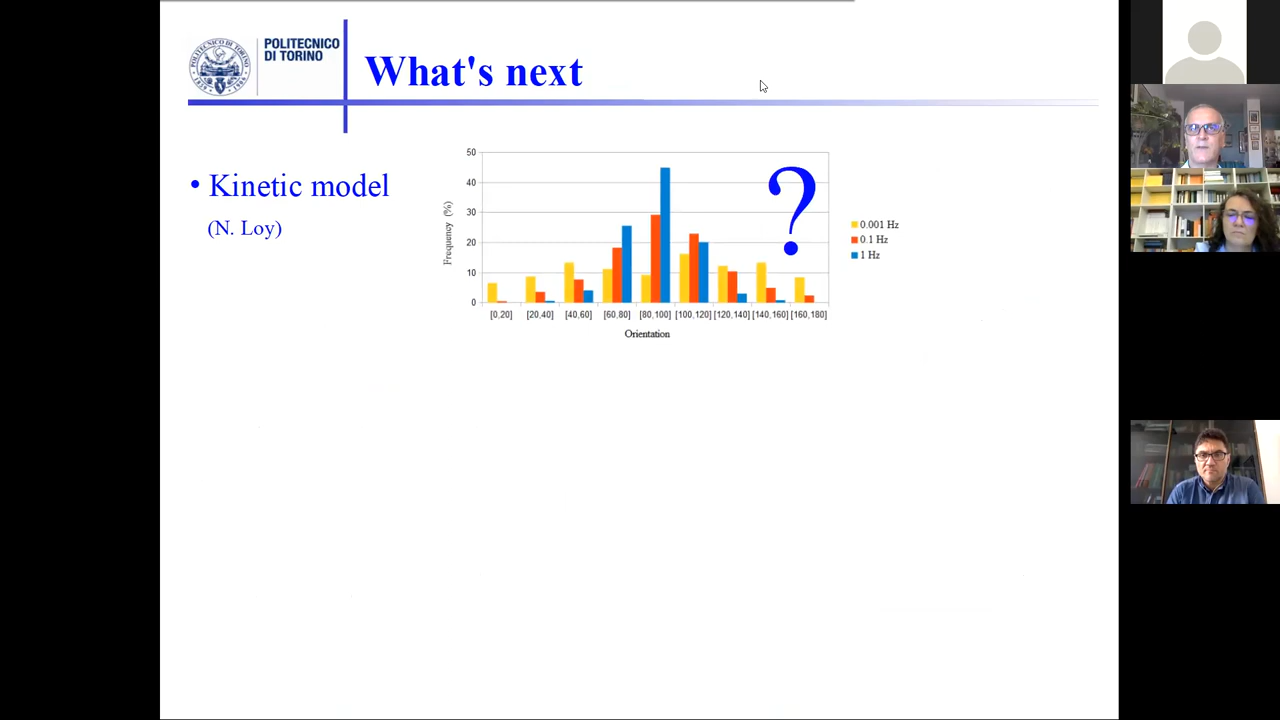 POLITECNICO
DI TORINO
What's next
• Kinetic model
(N. Loy)
?
50
40
30
20
10
0
Frequency (%)
[0,20] [20,40] [40,60] [60,80] [80,100] [100,120] [120,140] [140,160] [160,180]
Orientation
0.001 Hz
0.1 Hz
1 Hz